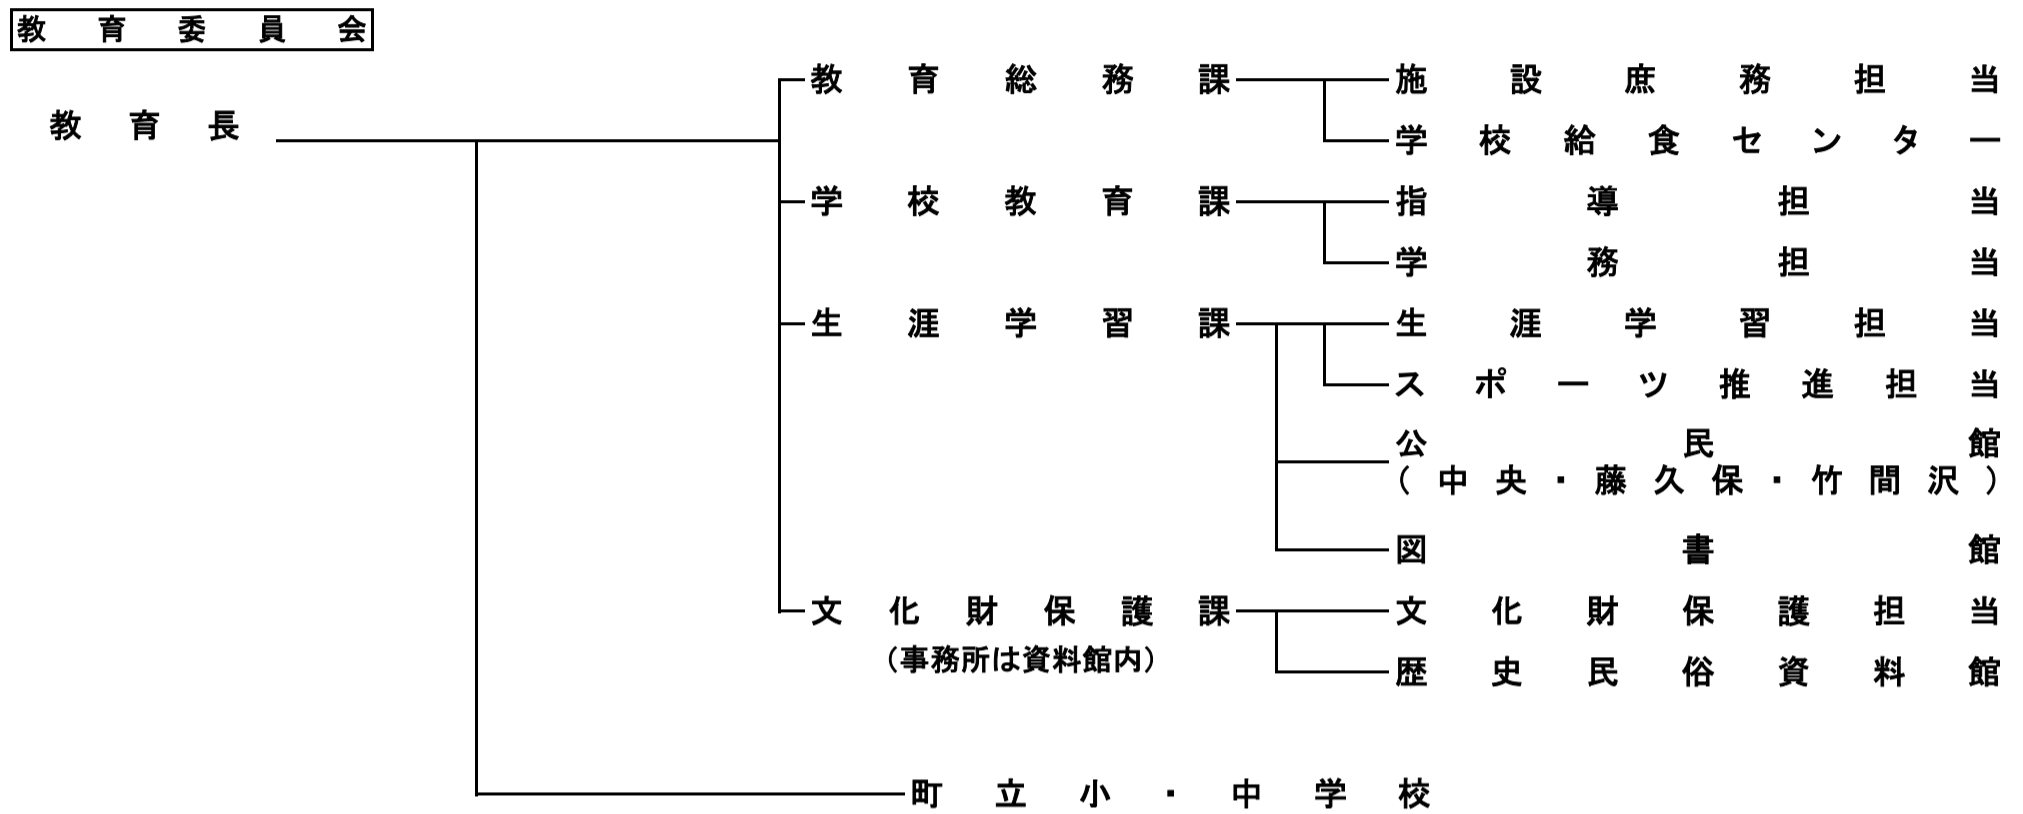 教育委員会
教育長
教育総務課
施設庶務担当
学校給食センター
学校教育課
指導担当
学務担当
生涯学習課
生涯学習担当
スポーツ推進担当
公民館
(中央・藤久保・竹間沢)
図書館
文化財保護課
(事務所は資料館内)
文化財保護担当
歴史民俗資料館
町立小・中学校